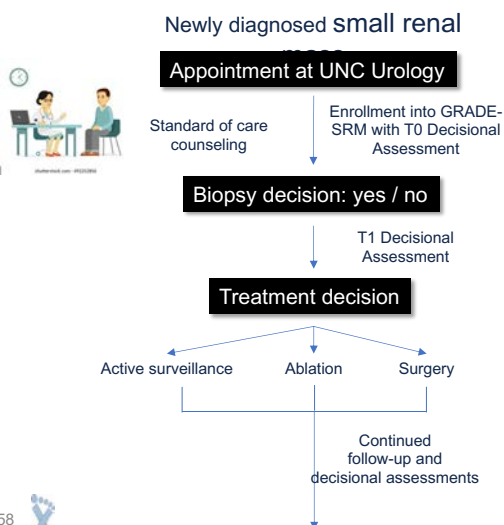 Newly diagnosed small renal
mass
Appointment at UNC Urology
Standard of care
counseling
Enrollment into GRADE-
SRM with T0 Decisional
Assessment
Biopsy decision: yes / no
T1 Decisional
Assessment
Treatment decision
Active surveillance
Ablation
Surgery
Continued
follow-up and
decisional assessments
58